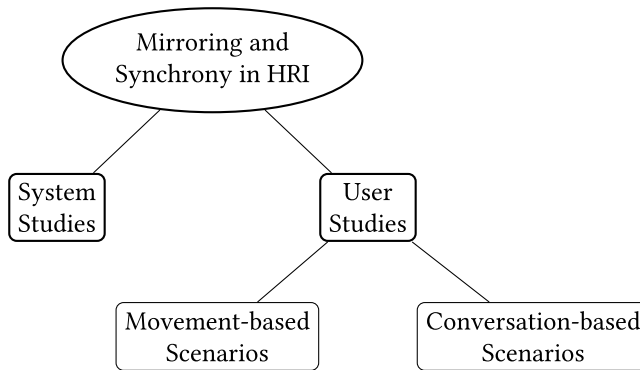 Mirroring and
Synchrony in HRI
System
Studies
User
Studies
Movement-based
Scenarios
Conversation-based
Scenarios